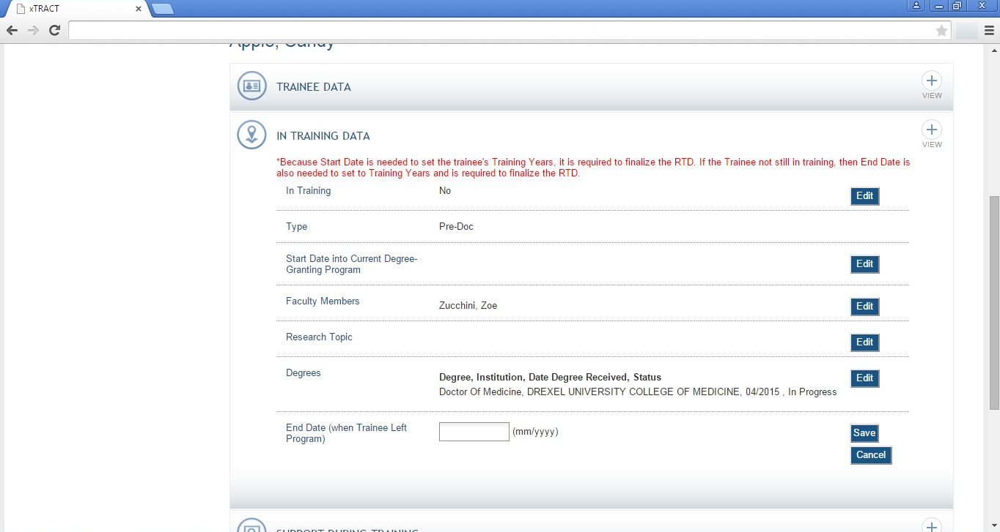 xTRACT
Apple, Candy
TRAINEE DATA
VIEW
IN TRAINING DATA
VIEW
*Because Start Date is needed to set the trainee's Training Years, it is required to finalize the RTD. If the Trainee not still in training, then End Date is
also needed to set to Training Years and is required to finalize the RTD.
In Training No Edit
Type Pre-Doc
Start Date into Current Degree-
Granting Program Edit
Faculty Members Zucchini, Zoe Edit
Research Topic Edit
Degrees Edit
Degree, Institution, Date Degree Received, Status
Doctor Of Medicine, DREXEL UNIVERSITY COLLEGE OF MEDICINE, 04/2015 , In Progress
End Date (when Trainee Left
Program) (mm/yyyy) Save
Cancel
SUPPORT DURING TRAINING